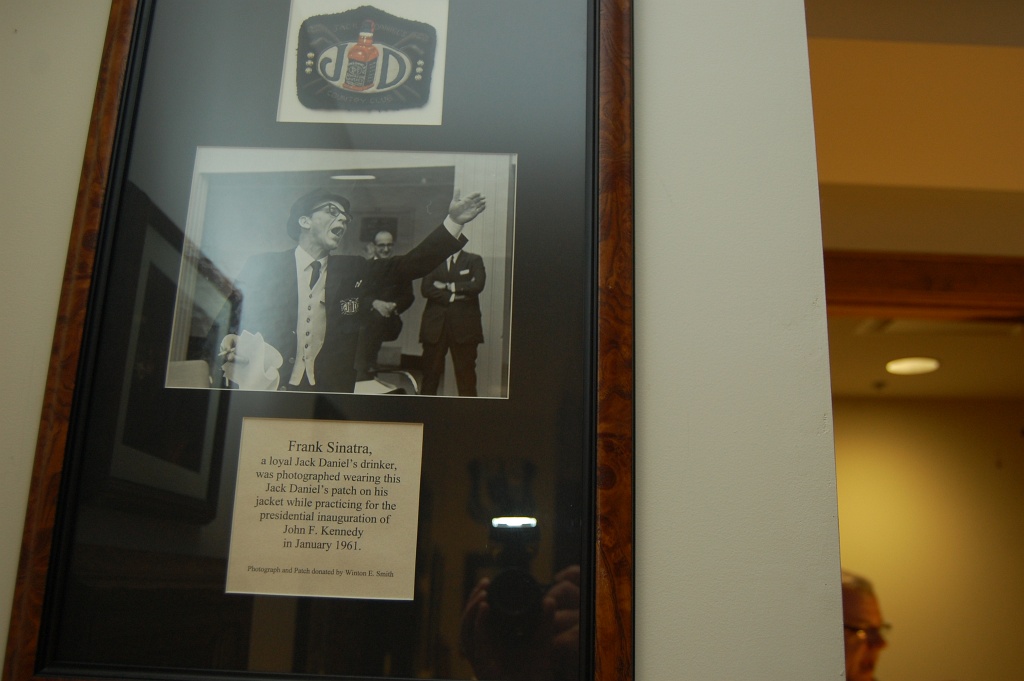 JD
Frank Sinatra,
a loyal Jack Daniel's drinker,
was photographed wearing this
Jack Daniel's patch on his
jacket while practicing for the
presidential inauguration of
John F. Kennedy
in January 1961.
Photograph and Patch donated by Winton E. Smith